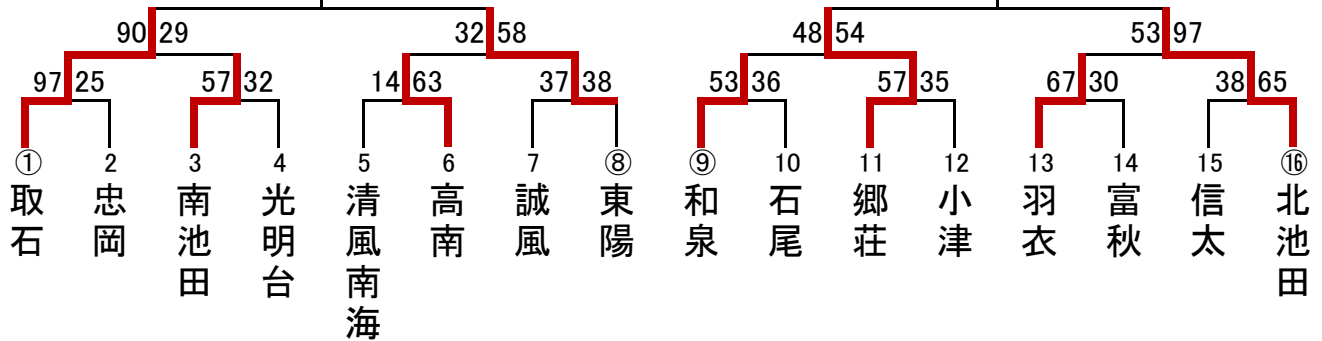 90 29 32 58 48 54 53 97
97 25 57 32 14 63 37 38 53 36 57 35 67 30 38 65
① 2 3 4 5 6 7 ⑧ ⑨ 10 11 12 13 14 15 ⑯
取石
忠岡
南池田
光明台
清風南海
高南
誠風
東陽
和泉
石尾
郷荘
小津
羽衣
富秋
信太
北池田